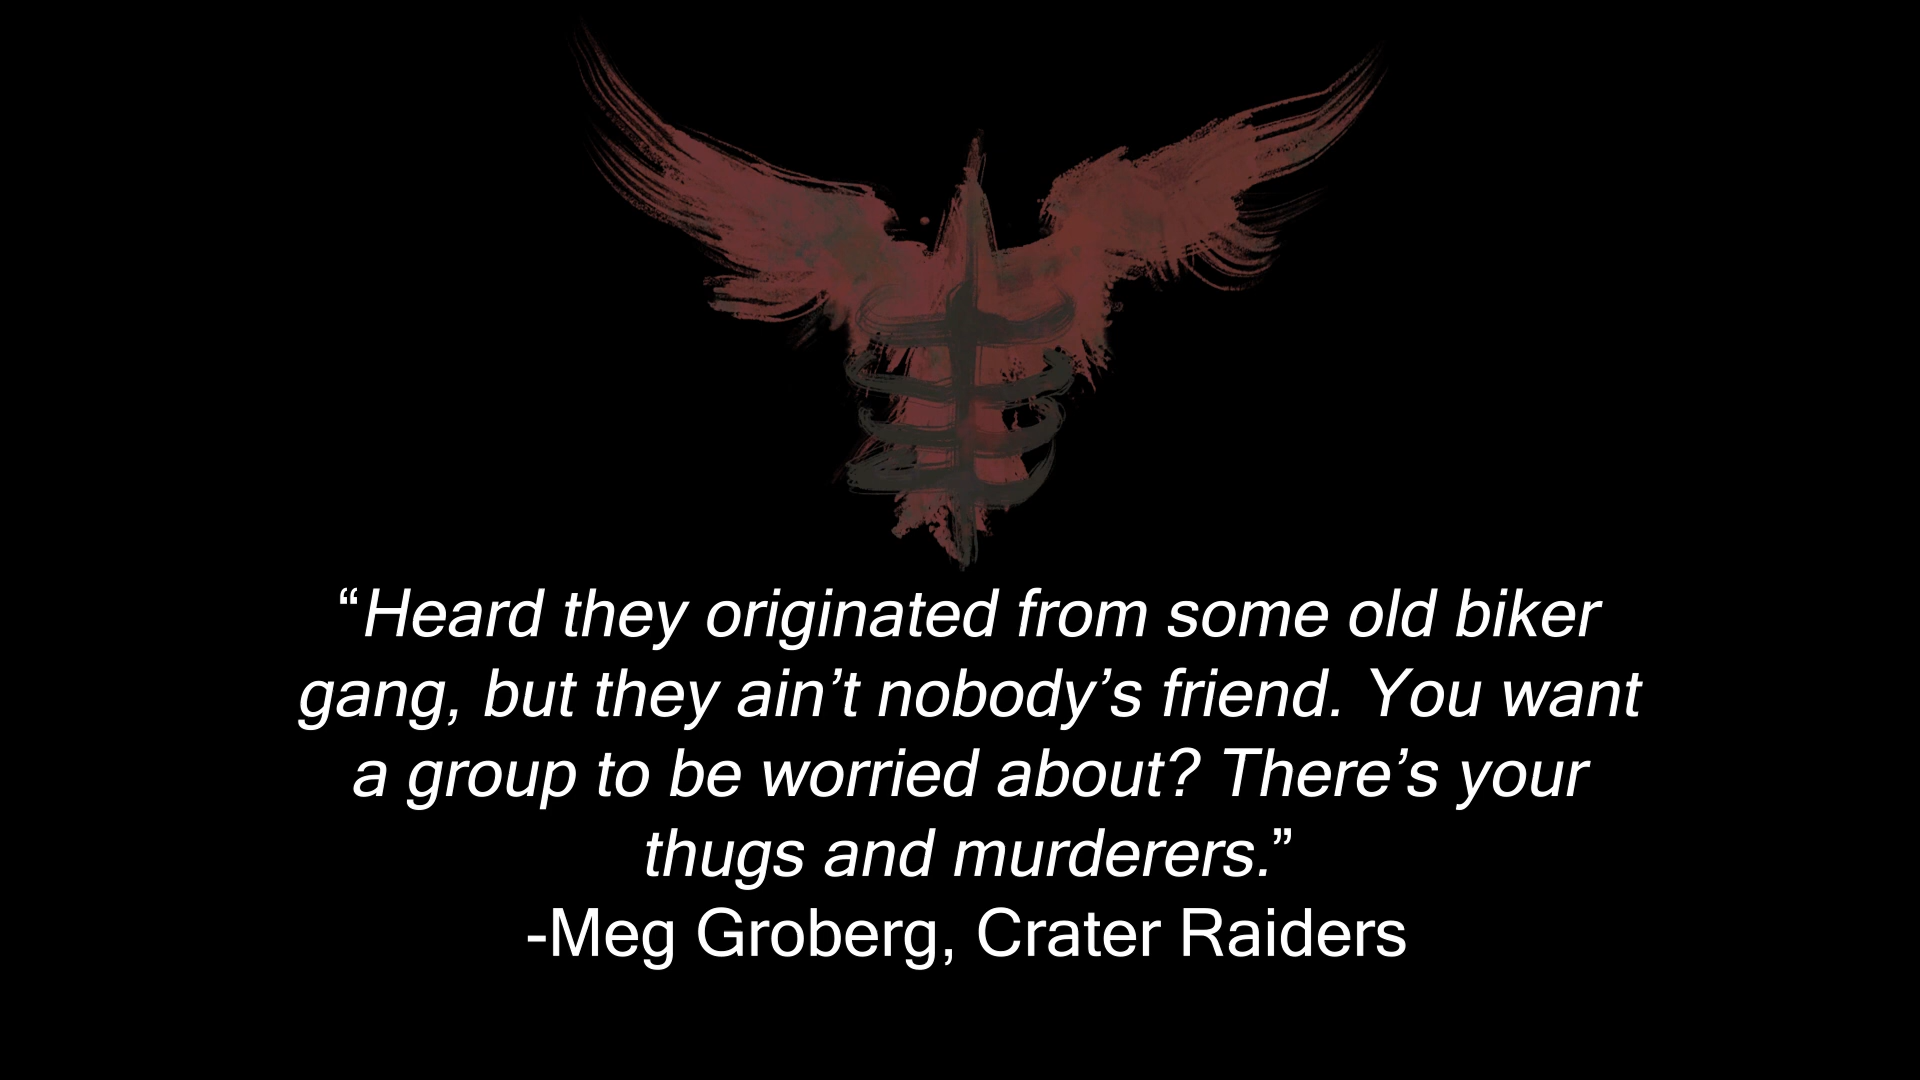 “Heard they originated from some old biker
gang, but they ain’t nobody’s friend. You want
a group to be worried about? There’s your
thugs and murderers.”
-Meg Groberg, Crater Raiders